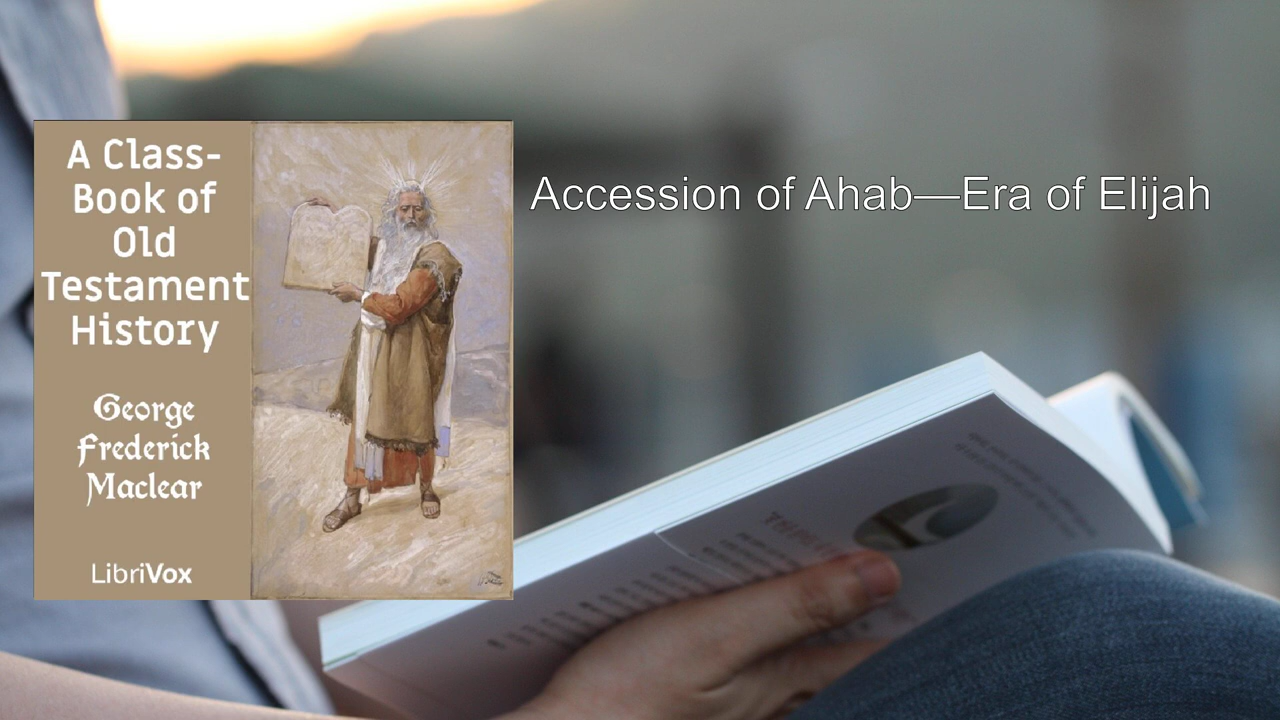 A Class-
Book of
Old
Testament
History
George
Frederick
Maclear
LibriVox
Accession of Ahab—Era of Elijah